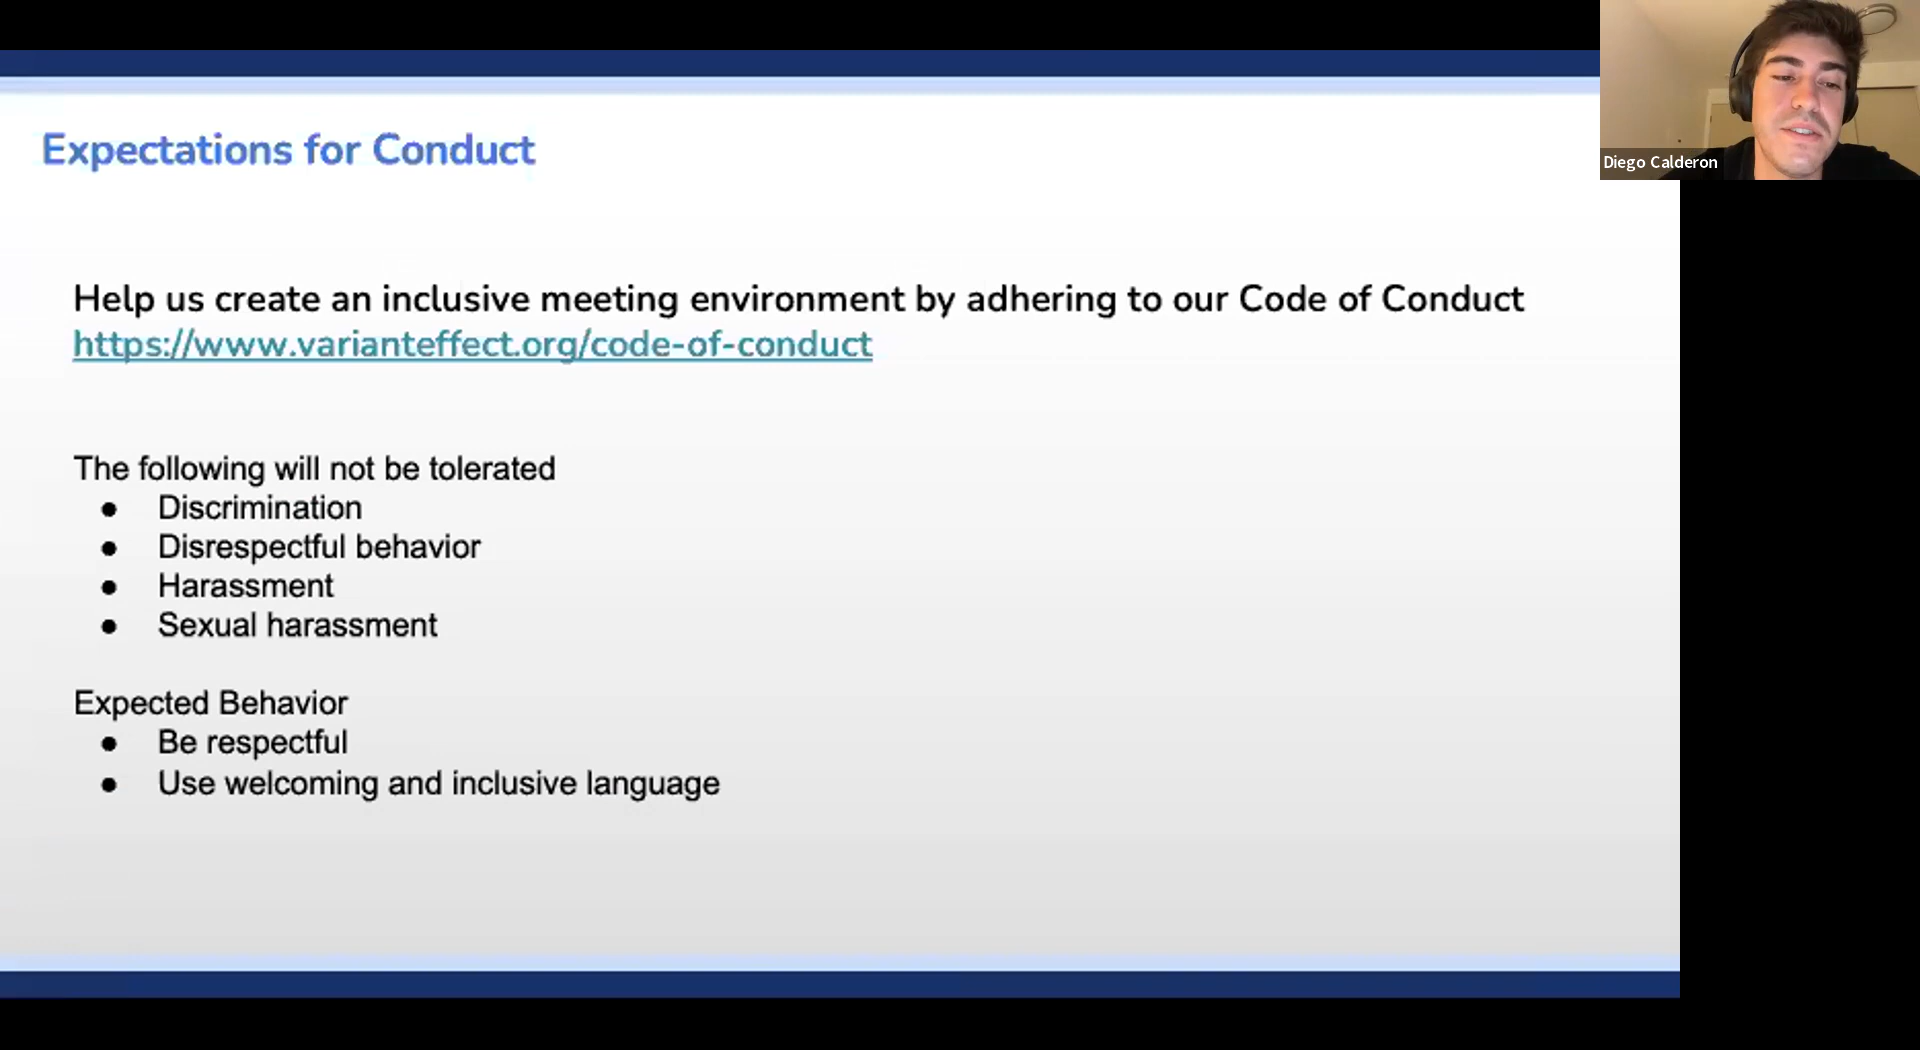 Expectations for Conduct
Diego Calderon
Help us create an inclusive meeting environment by adhering to our Code of Conduct
https://www.varianteffect.org/code-of-conduct
The following will not be tolerated
● Discrimination
● Disrespectful behavior
● Harassment
● Sexual harassment
Expected Behavior
● Be respectful
● Use welcoming and inclusive language